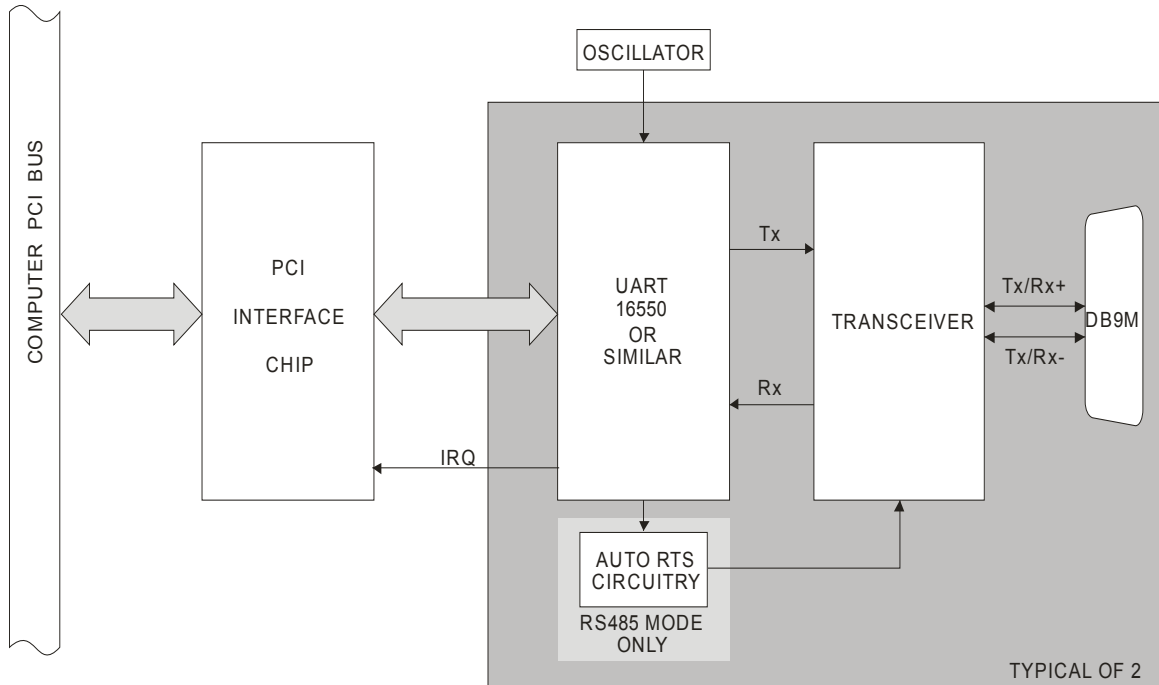 COMPUTER PCI BUS
PCI
INTERFACE
CHIP
OSCILLATOR
UART
16550
OR
SIMILAR
Tx
Rx
IRQ
TRANSCEIVER
Tx/Rx+
Tx/Rx-
DB9M
AUTO RTS
CIRCUITRY
RS485 MODE
ONLY
TYPICAL OF 2